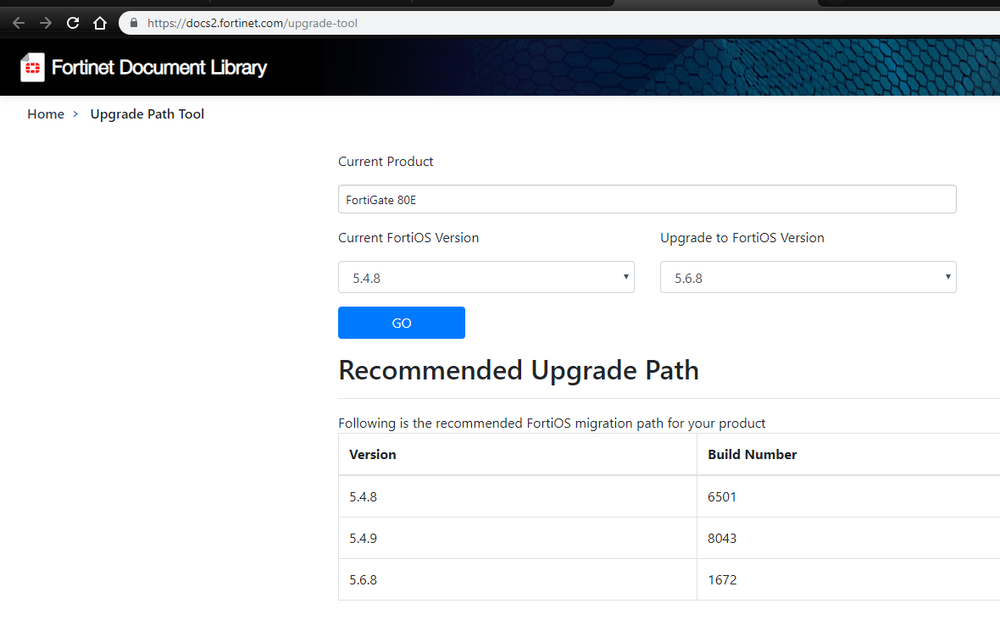 https://docs2.fortinet.com/upgrade-tool
Fortinet Document Library
Home > Upgrade Path Tool
Current Product
FortiGate 80E
Current FortiOS Version Upgrade to FortiOS Version
5.4.8 5.6.8
GO
Recommended Upgrade Path
Following is the recommended FortiOS migration path for your product
Version Build Number
5.4.8 6501
5.4.9 8043
5.6.8 1672